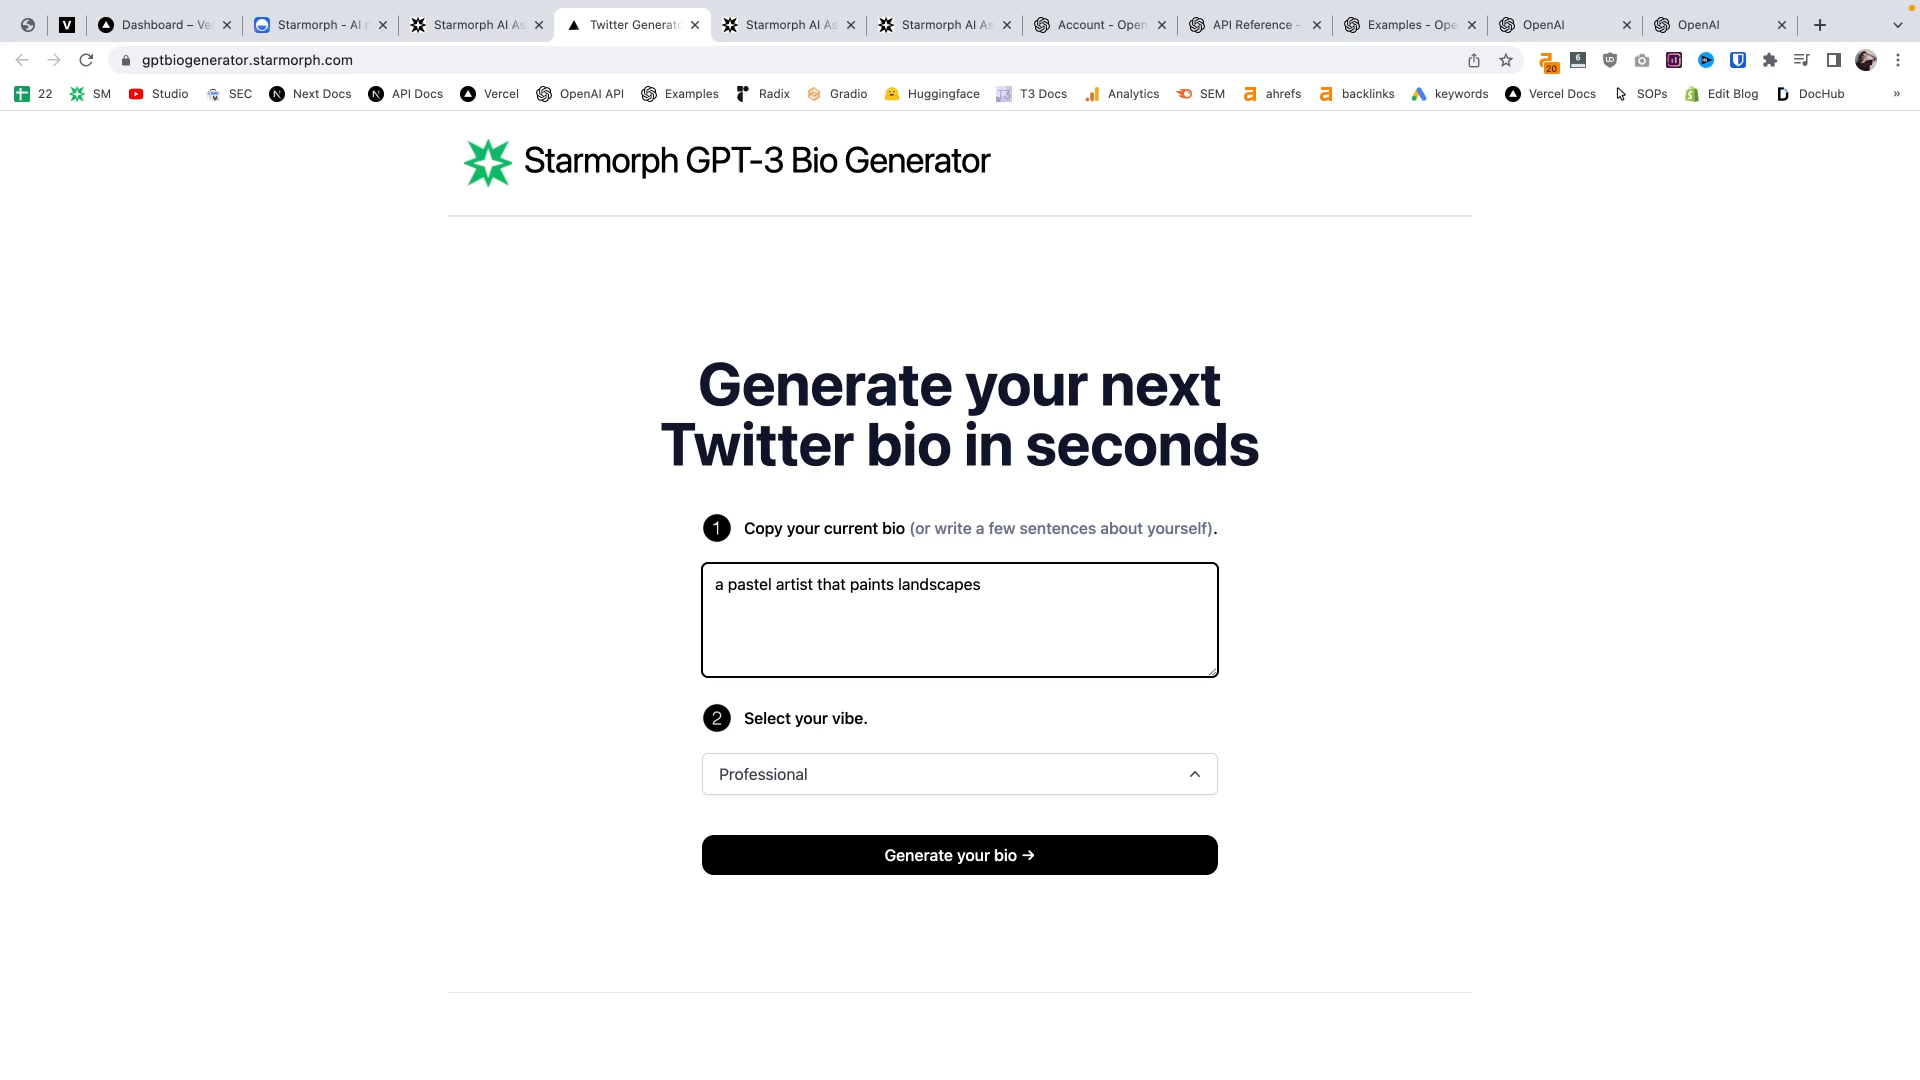 Dashboard – Ve
Starmorph - AI
Starmorph AI As
Twitter Generato
Starmorph AI As
Starmorph AI As
Account - Open
API Reference -
Examples - Ope
OpenAI
OpenAI
gptbiogenerator.starmorph.com
20
6
22
SM
Studio
SEC
Next Docs
API Docs
Vercel
OpenAI API
Examples
Radix
Gradio
Huggingface
T3 Docs
Analytics
SEM
ahrefs
backlinks
keywords
Vercel Docs
SOPs
Edit Blog
DocHub
»
Starmorph GPT-3 Bio Generator
Generate your next
Twitter bio in seconds
1 Copy your current bio (or write a few sentences about yourself).
a pastel artist that paints landscapes
2 Select your vibe.
Professional
Generate your bio →